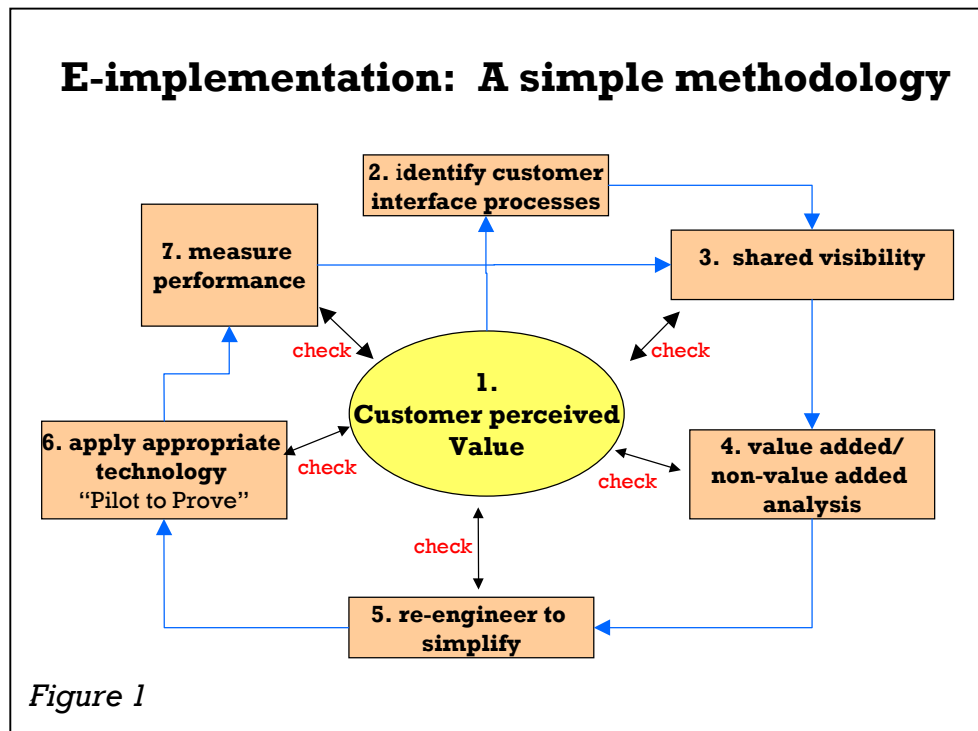 E-implementation: A simple methodology
2. identify customer
interface processes
7. measure
performance
3. shared visibility
check
check
1.
Customer perceived
Value
6. apply appropriate
technology
“Pilot to Prove”
check
4. value added/
non-value added
analysis
check
check
5. re-engineer to
simplify
Figure 1